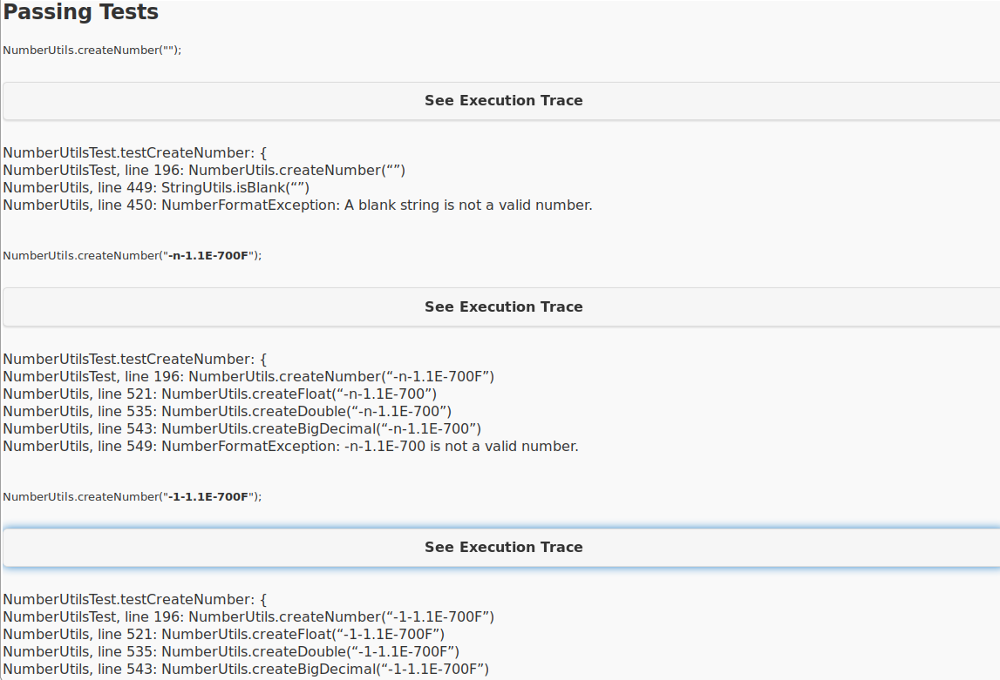 Passing Tests
NumberUtils.createNumber("");
See Execution Trace
NumberUtilsTest.testCreateNumber: {
NumberUtilsTest, line 196: NumberUtils.createNumber(“”)
NumberUtils, line 449: StringUtils.isBlank(“”)
NumberUtils, line 450: NumberFormatException: A blank string is not a valid number.
NumberUtils.createNumber("-n-1.1E-700F");
See Execution Trace
NumberUtilsTest.testCreateNumber: {
NumberUtilsTest, line 196: NumberUtils.createNumber(“-n-1.1E-700F”)
NumberUtils, line 521: NumberUtils.createFloat(“-n-1.1E-700”)
NumberUtils, line 535: NumberUtils.createDouble(“-n-1.1E-700”)
NumberUtils, line 543: NumberUtils.createBigDecimal(“-n-1.1E-700”)
NumberUtils, line 549: NumberFormatException: -n-1.1E-700 is not a valid number.
NumberUtils.createNumber("-1-1.1E-700F");
See Execution Trace
NumberUtilsTest.testCreateNumber: {
NumberUtilsTest, line 196: NumberUtils.createNumber(“-1-1.1E-700F”)
NumberUtils, line 521: NumberUtils.createFloat(“-1-1.1E-700F”)
NumberUtils, line 535: NumberUtils.createDouble(“-1-1.1E-700F”)
NumberUtils, line 543: NumberUtils.createBigDecimal(“-1-1.1E-700F”)